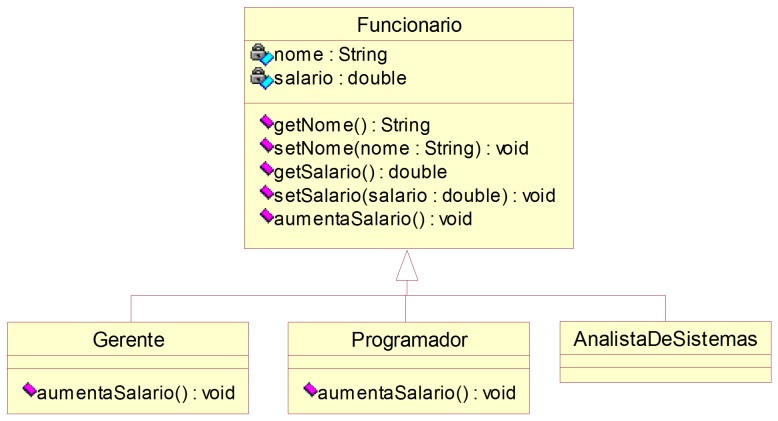 Funcionario
nome : String
salario : double
getNome() : String
setNome(nome : String) : void
getSalario() : double
setSalario(salario : double) : void
aumentaSalario() : void
Gerente
aumentaSalario() : void
Programador
aumentaSalario() : void
AnalistaDeSistemas